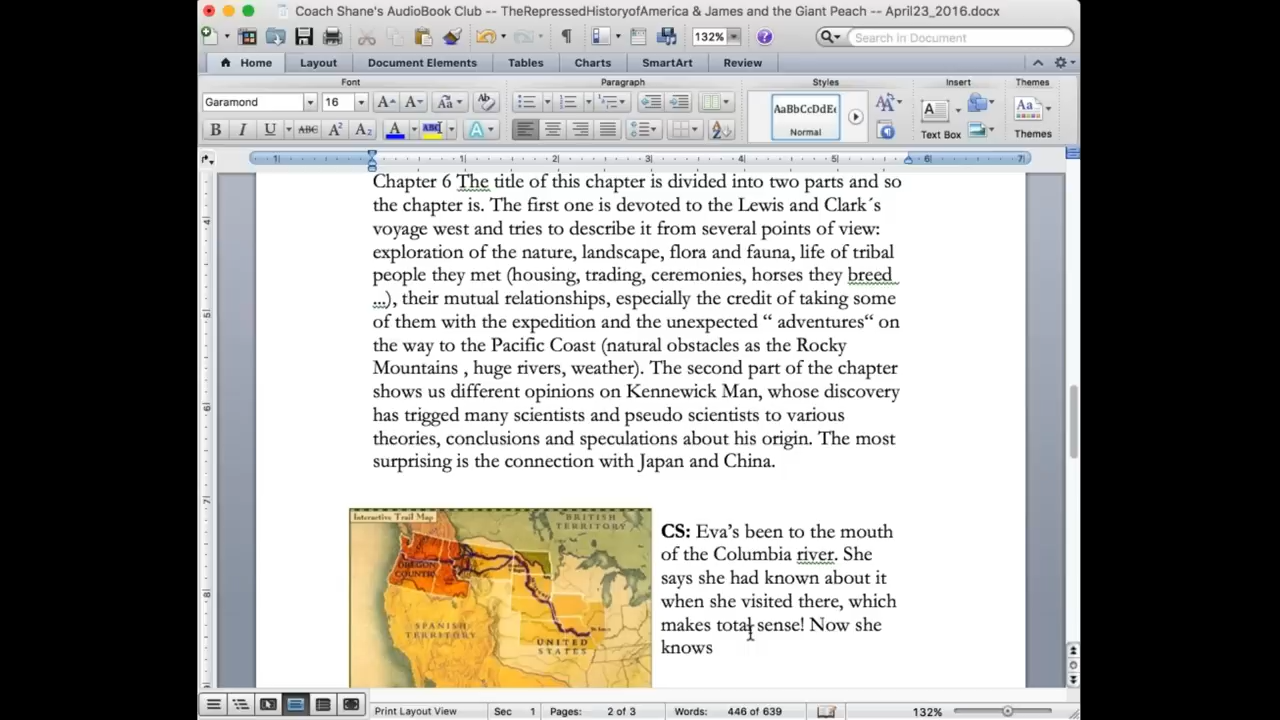 Coach Shane's AudioBook Club -- TheRepressedHistoryofAmerica & James and the Giant Peach -- April23_2016.docx
132%
Search in Document
Home Layout Document Elements Tables Charts SmartArt Review
Font Paragraph Styles Insert Themes
Garamond 16
AaBbCcDdEe
Normal
Text Box
Themes
Chapter 6 The title of this chapter is divided into two parts and so
the chapter is. The first one is devoted to the Lewis and Clark´s
voyage west and tries to describe it from several points of view:
exploration of the nature, landscape, flora and fauna, life of tribal
people they met (housing, trading, ceremonies, horses they breed
...), their mutual relationships, especially the credit of taking some
of them with the expedition and the unexpected “ adventures“ on
the way to the Pacific Coast (natural obstacles as the Rocky
Mountains , huge rivers, weather). The second part of the chapter
shows us different opinions on Kennewick Man, whose discovery
has trigged many scientists and pseudo scientists to various
theories, conclusions and speculations about his origin. The most
surprising is the connection with Japan and China.
Interactive Trail Map
BRITISH
TERRITORY
OREGON
COUNTRY
SPANISH
TERRITORY
UNITED
STATES
CS: Eva’s been to the mouth
of the Columbia river. She
says she had known about it
when she visited there, which
makes total sense! Now she
knows
Print Layout View Sec 1 Pages: 2 of 3 Words: 446 of 639 132%